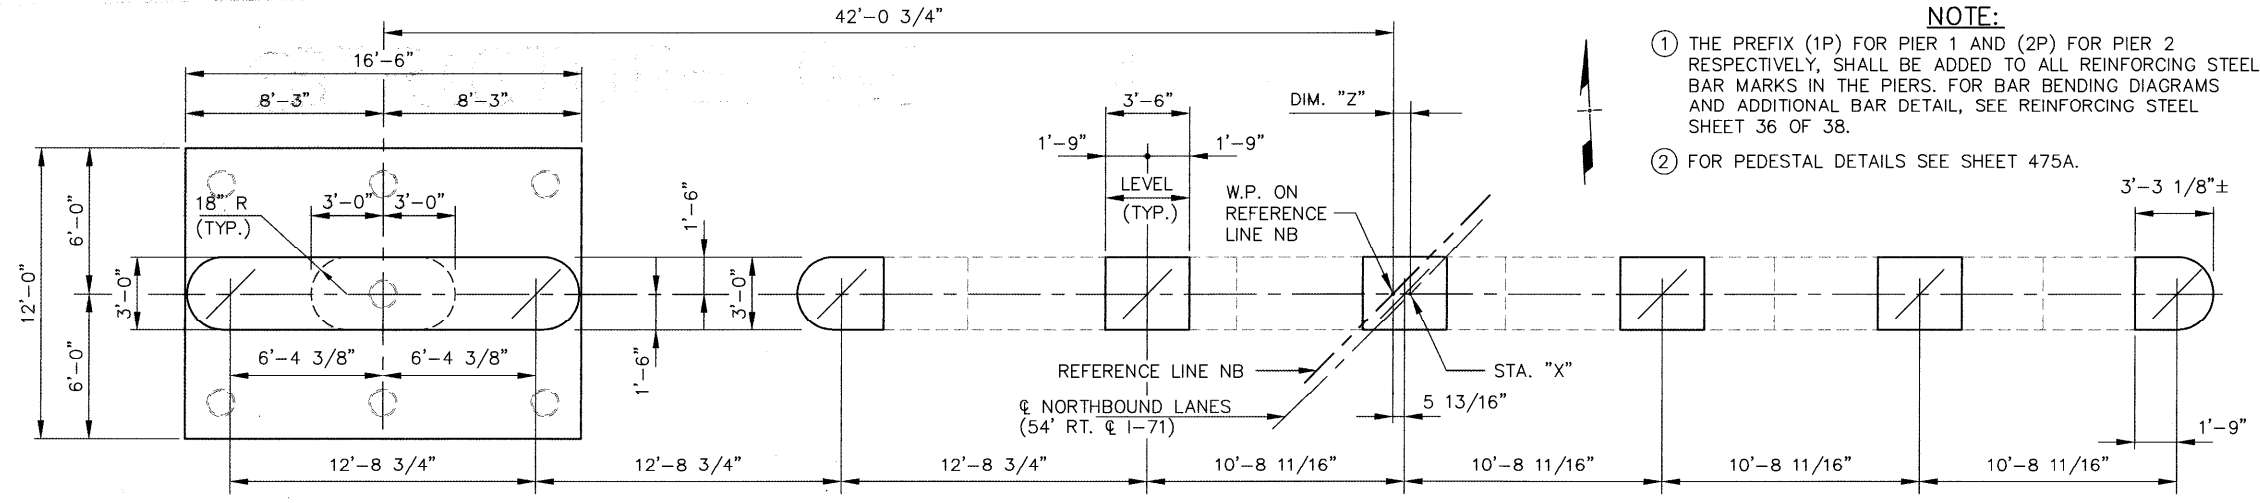 42'-0 3/4"
NOTE:
① THE PREFIX (1P) FOR PIER 1 AND (2P) FOR PIER 2
RESPECTIVELY, SHALL BE ADDED TO ALL REINFORCING STEEL
BAR MARKS IN THE PIERS. FOR BAR BENDING DIAGRAMS
AND ADDITIONAL BAR DETAIL, SEE REINFORCING STEEL
SHEET 36 OF 38.
② FOR PEDESTAL DETAILS SEE SHEET 475A.
16'-6"
8'-3"
8'-3"
3'-6"
DIM. "Z"
1'-9"
1'-9"
LEVEL
(TYP.)
W.P. ON
REFERENCE
LINE NB
3'-3 1/8"±
18" R
(TYP.)
3'-0"
3'-0"
1'-6"
6'-0"
12'-0"
3'-0"
3'-0"
6'-0"
6'-4 3/8"
6'-4 3/8"
1'-6"
REFERENCE LINE NB
STA. "X"
℄ NORTHBOUND LANES
(54' RT. ℄ I-71)
5 13/16"
1'-9"
12'-8 3/4"
12'-8 3/4"
12'-8 3/4"
10'-8 11/16"
10'-8 11/16"
10'-8 11/16"
10'-8 11/16"